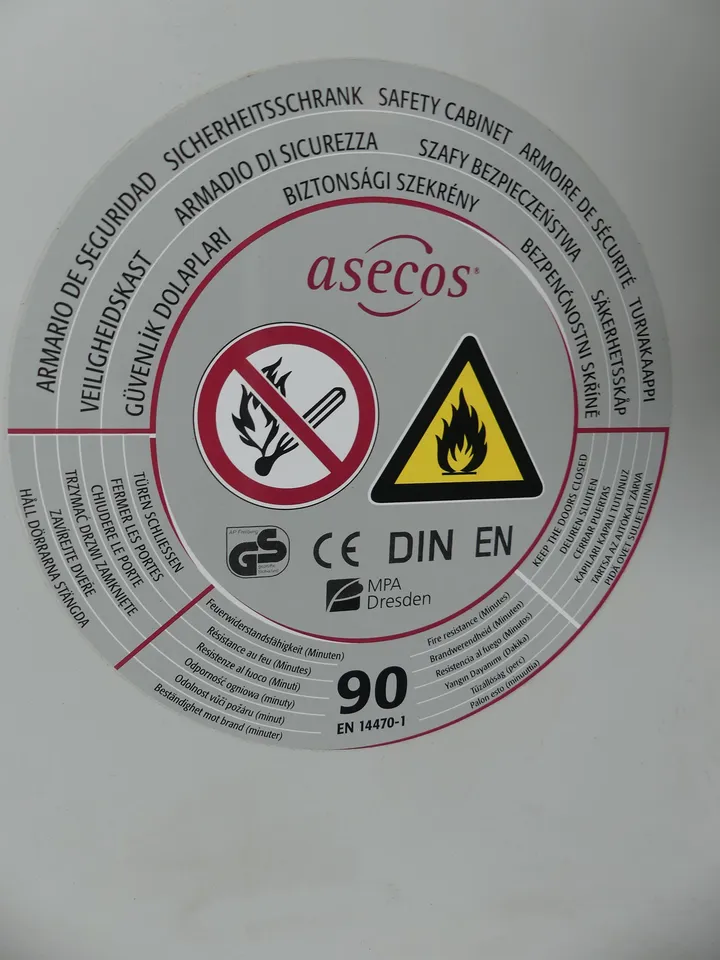 ARMARIO DE SEGURIDAD
SICHERHEITSSCHRANK
SAFETY CABINET
ARMOIRE DE SÉCURITÉ
TURVAKAAPPI
VEILIGHEIDSKAST
ARMADIO DI SICUREZZA
SZAFY BEZPIECZEŃSTWA
SÄKERHETSSKÅP
GÜVENLİK DOLAPLARI
BIZTONSÁGI SZEKRÉNY
BEZPENČNOSTNI SKŘÍNĚ
asecos®
GS
CE DIN EN
MPA
Dresden
TÜREN SCHLIESSEN
FERMER LES PORTES
CHIUDERE LE PORTE
TRZYMAĆ DRZWI ZAMKNIĘTE
ZAVÍREJTE DVEŘE
HÅLL DÖRRARNA STÄNGDA
KEEP THE DOORS CLOSED
DEUREN SLUITEN
CERRAR PUERTAS
KAPLARI KAPALI TUTUNUZ
TARTSA AZ AJTÓKAT ZÁRVA
PIDÄ OVET SULJETTUINA
Feuerwiderstandsfähigkeit (Minuten)
Résistance au feu (Minutes)
Resistenze al fuoco (Minuti)
Odporność ogniowa (minuty)
Odolnost vůči požáru (minut)
Beständighet mot brand (minuter)
Fire resistance (Minutes)
Brandwerendheid (Minuten)
Resistencia al fuego (Minutos)
Yangın Dayanımı (Dakika)
Tűzállóság (perc)
Palon esto (minuuttia)
90
EN 14470-1